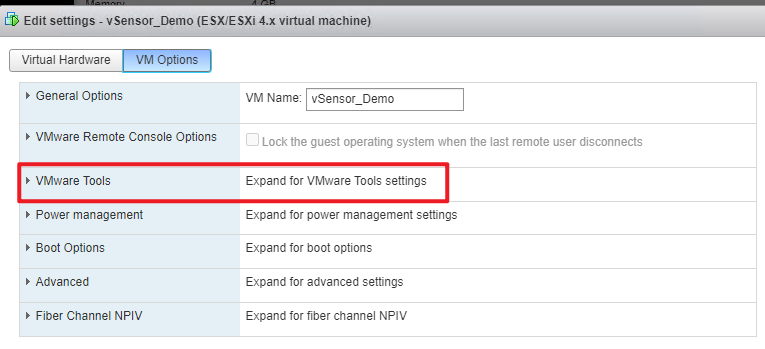 Memory 4 GB
Edit settings - vSensor_Demo (ESX/ESXi 4.x virtual machine)
Virtual Hardware VM Options
General Options VM Name: vSensor_Demo
VMware Remote Console Options Lock the guest operating system when the last remote user disconnects
VMware Tools Expand for VMware Tools settings
Power management Expand for power management settings
Boot Options Expand for boot options
Advanced Expand for advanced settings
Fiber Channel NPIV Expand for fiber channel NPIV